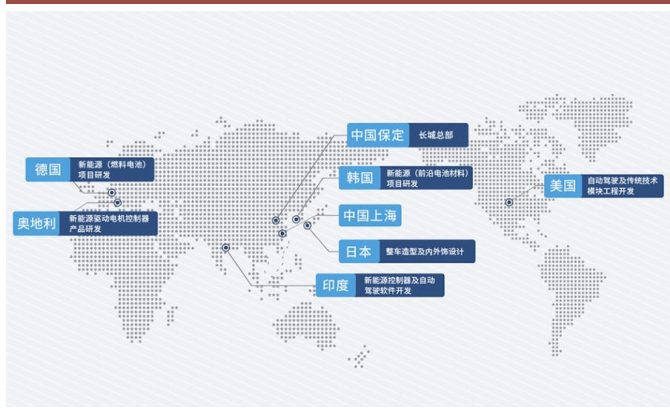 中国保定
长城总部
德国
新能源（燃料电池）
项目研发
韩国
新能源（前沿电池材料）
项目研发
美国
自动驾驶及传统技术
模块工程开发
奥地利
新能源驱动电机控制器
产品研发
中国上海
日本
整车造型及内外饰设计
印度
新能源控制器及自动
驾驶软件开发